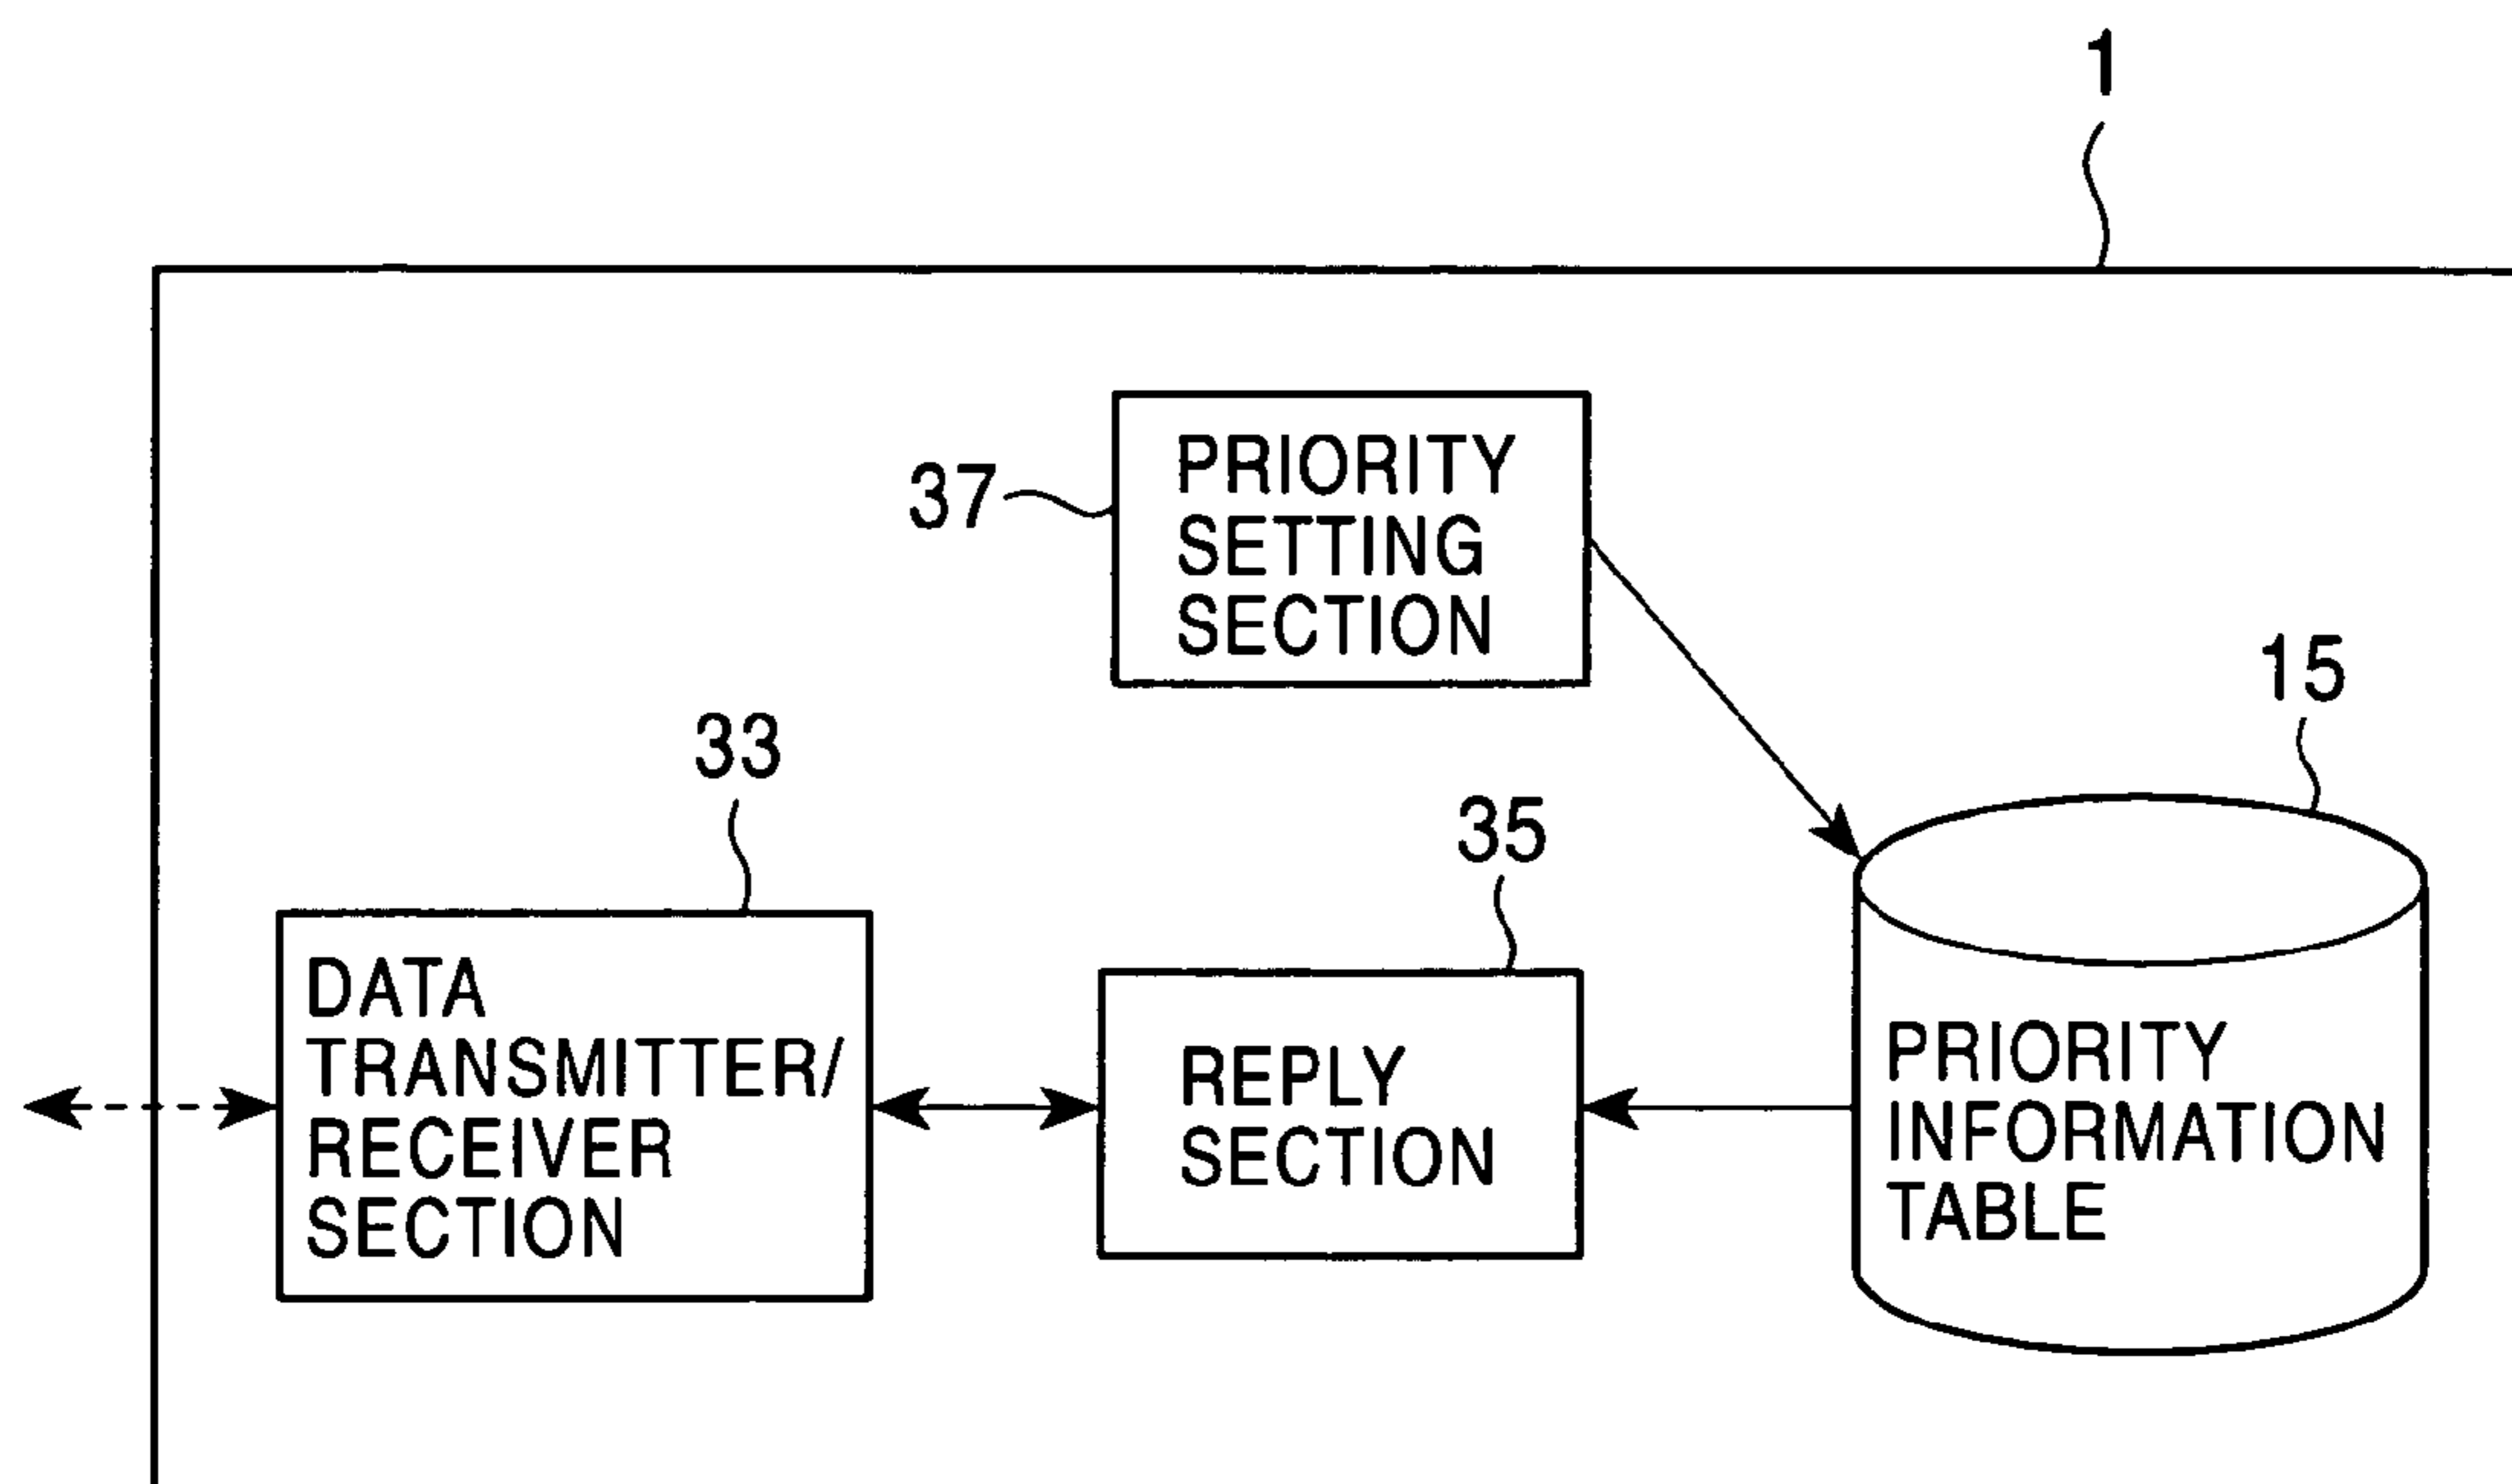 1
37
PRIORITY
SETTING
SECTION
15
33
35
DATA
TRANSMITTER/
RECEIVER
SECTION
REPLY
SECTION
PRIORITY
INFORMATION
TABLE